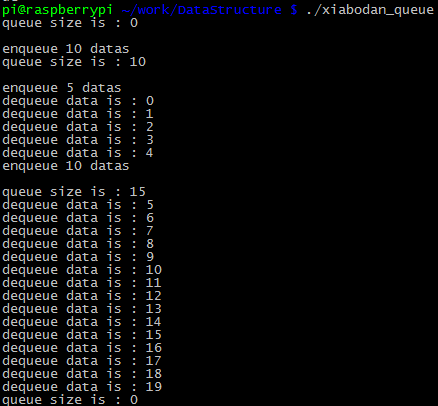 pi@raspberrypi ~/work/DataStructure $ ./xiabodan_queue
queue size is : 0
enqueue 10 datas
queue size is : 10
enqueue 5 datas
dequeue data is : 0
dequeue data is : 1
dequeue data is : 2
dequeue data is : 3
dequeue data is : 4
enqueue 10 datas
queue size is : 15
dequeue data is : 5
dequeue data is : 6
dequeue data is : 7
dequeue data is : 8
dequeue data is : 9
dequeue data is : 10
dequeue data is : 11
dequeue data is : 12
dequeue data is : 13
dequeue data is : 14
dequeue data is : 15
dequeue data is : 16
dequeue data is : 17
dequeue data is : 18
dequeue data is : 19
queue size is : 0